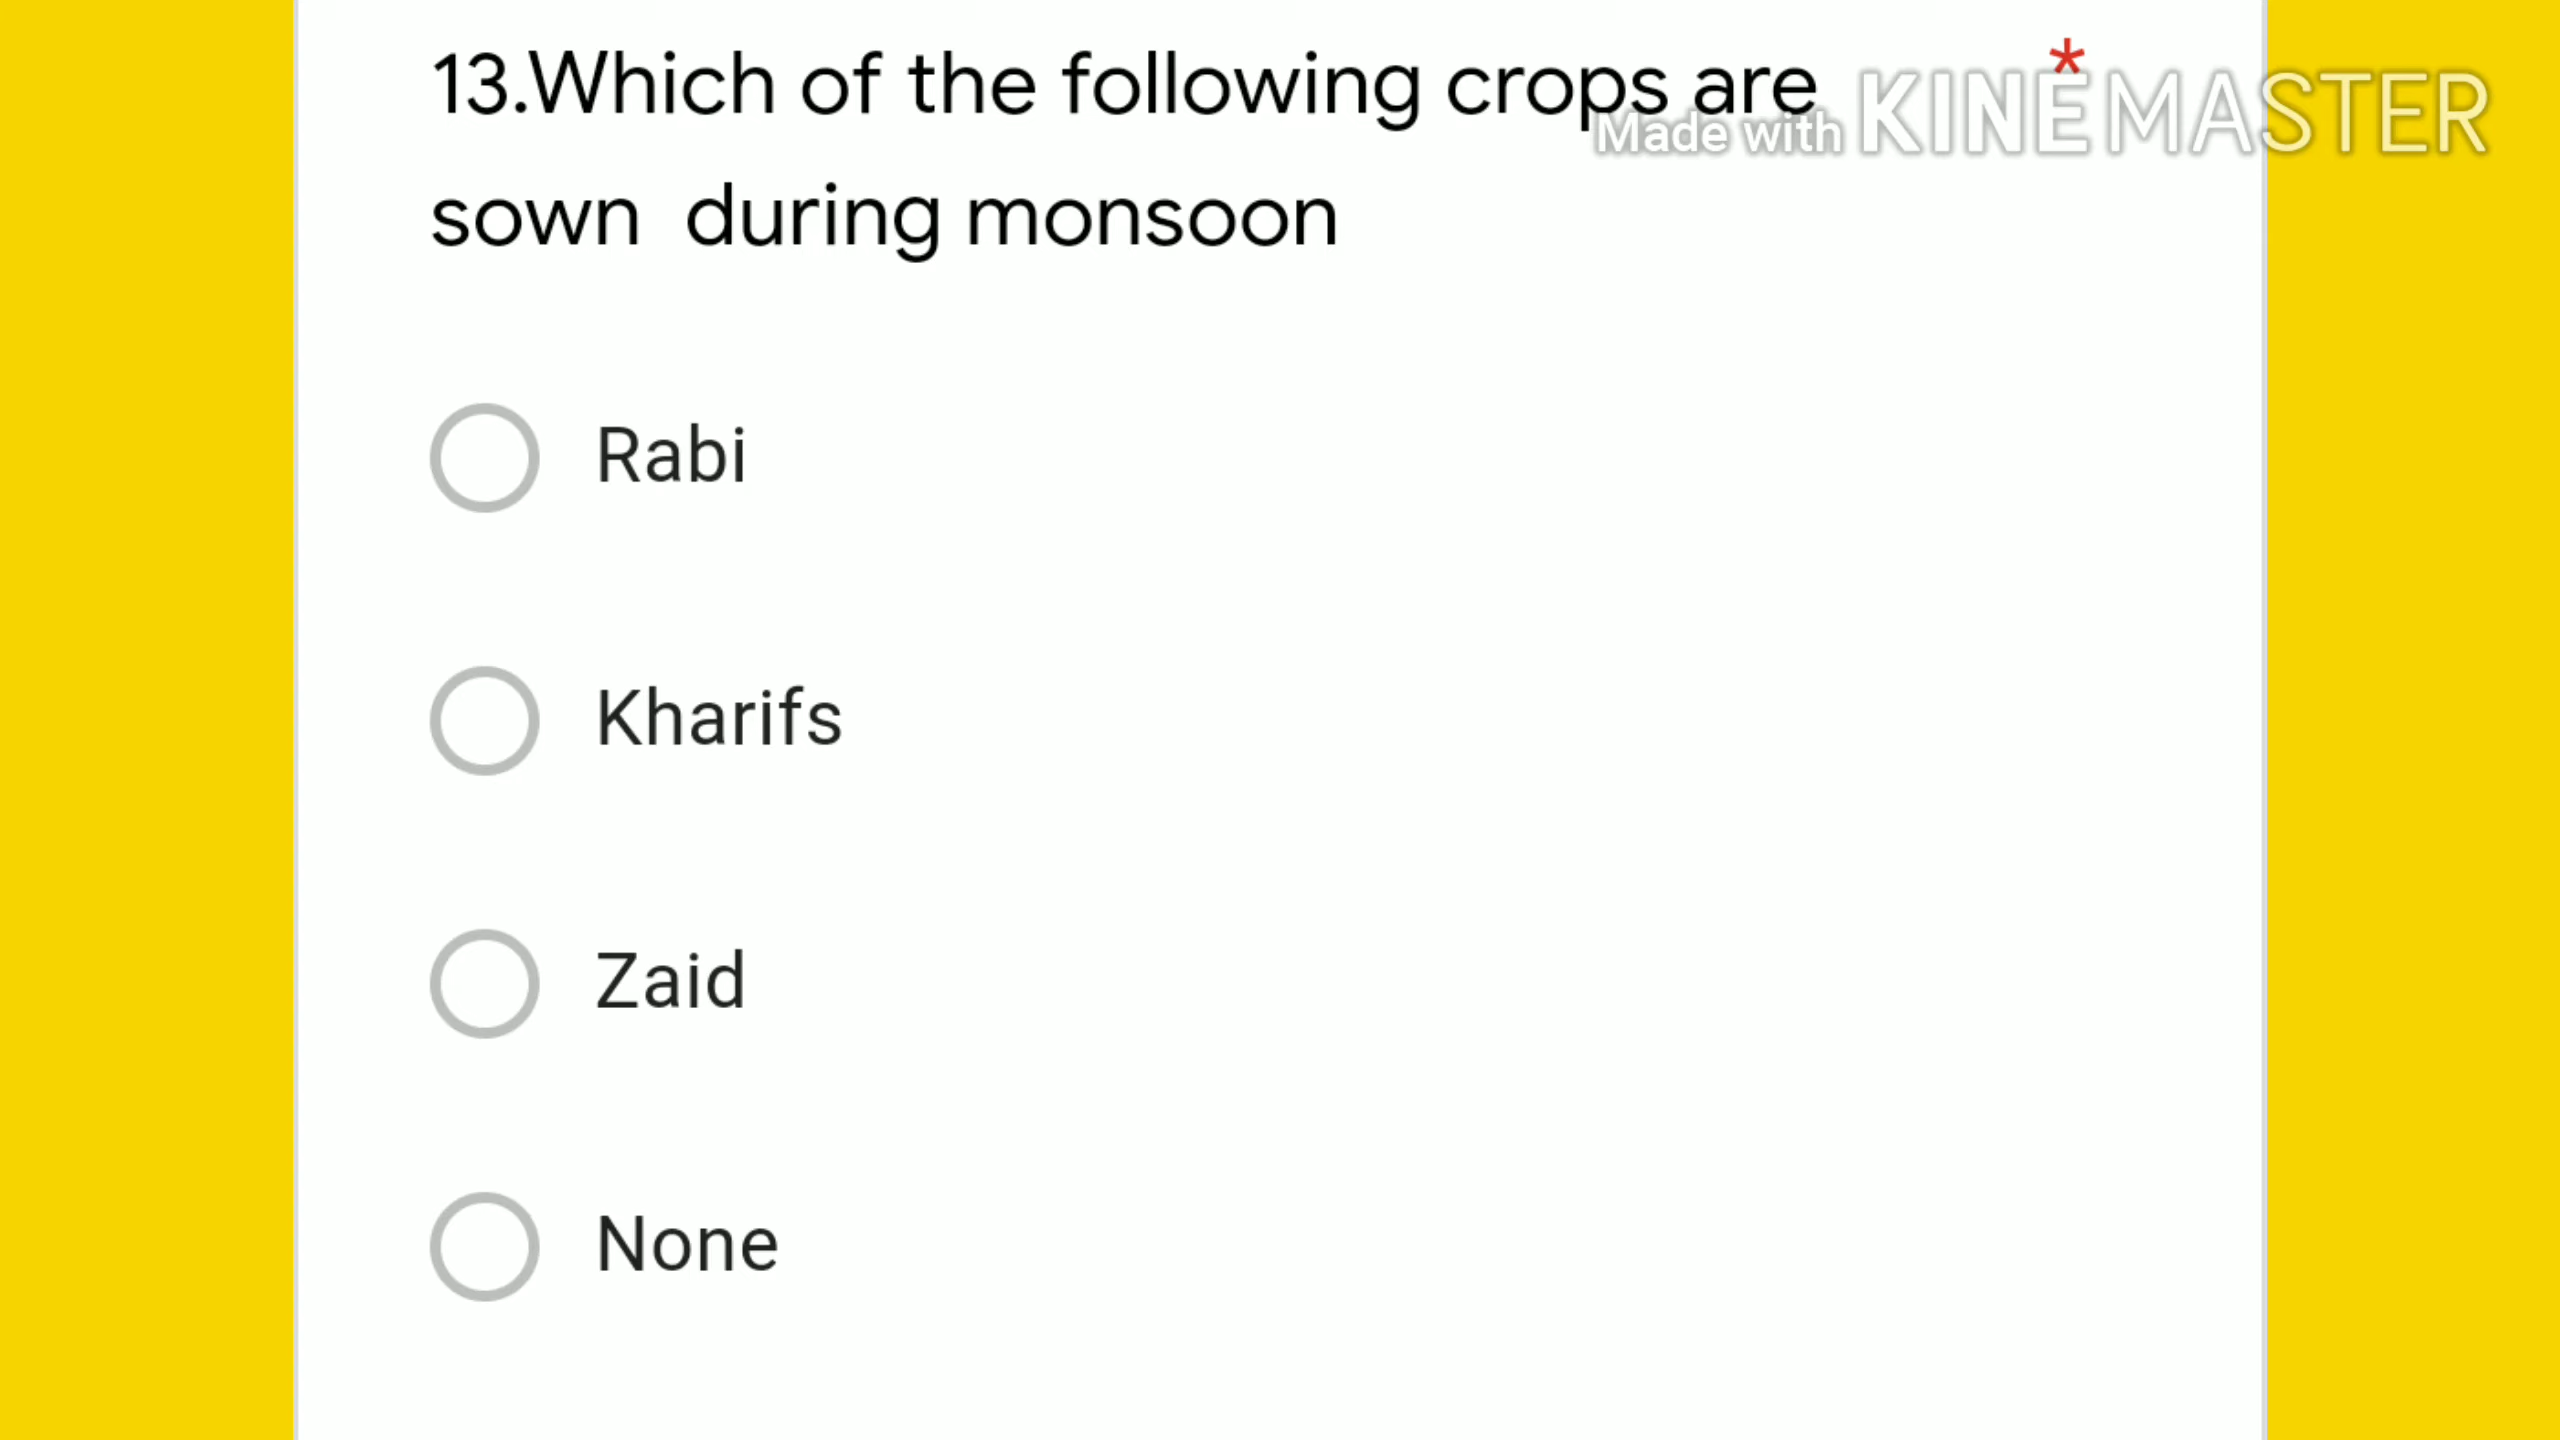 13.Which of the following crops are *
Made with KINEMASTER
sown  during monsoon
Rabi
Kharifs
Zaid
None